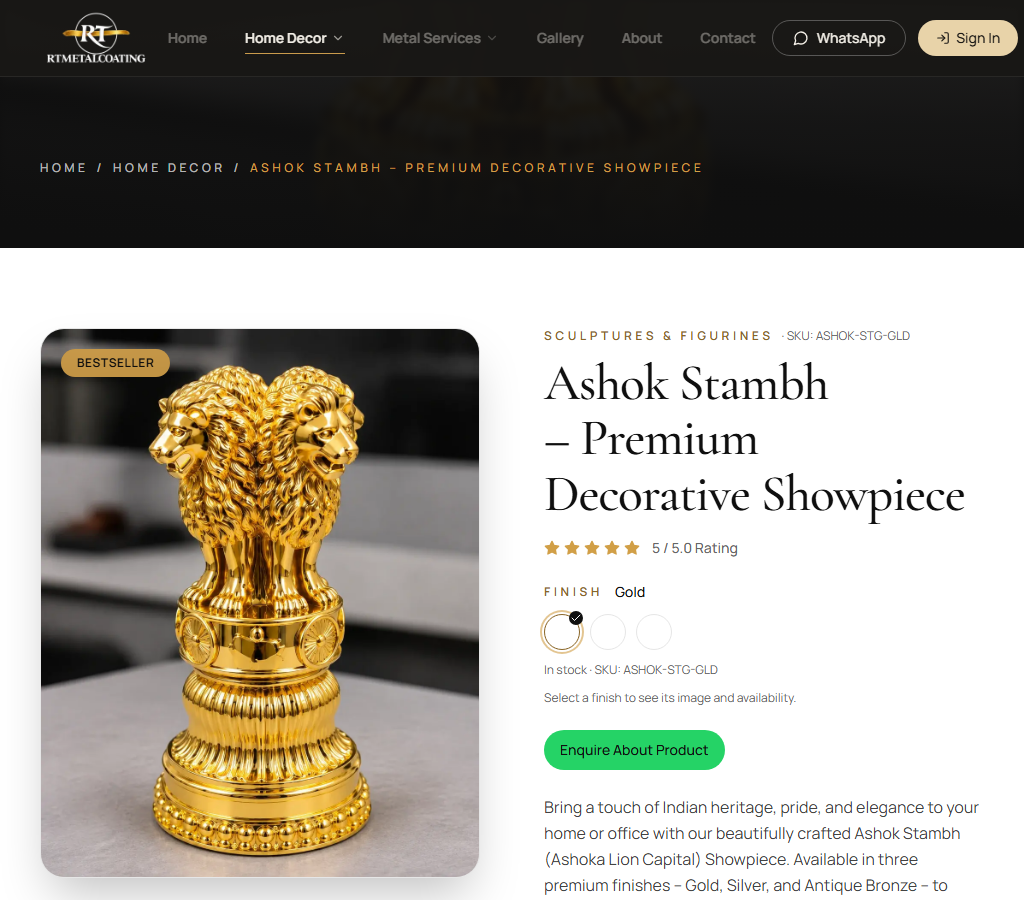 RT
RTMETALCOATING
Home
Home Decor
Metal Services
Gallery
About
Contact
WhatsApp
Sign In
HOME / HOME DECOR / ASHOK STAMBH – PREMIUM DECORATIVE SHOWPIECE
BESTSELLER
SCULPTURES & FIGURINES · SKU: ASHOK-STG-GLD
Ashok Stambh
– Premium
Decorative Showpiece
5 / 5.0 Rating
FINISH Gold
In stock · SKU: ASHOK-STG-GLD
Select a finish to see its image and availability.
Enquire About Product
Bring a touch of Indian heritage, pride, and elegance to your
home or office with our beautifully crafted Ashok Stambh
(Ashoka Lion Capital) Showpiece. Available in three
premium finishes – Gold, Silver, and Antique Bronze – to